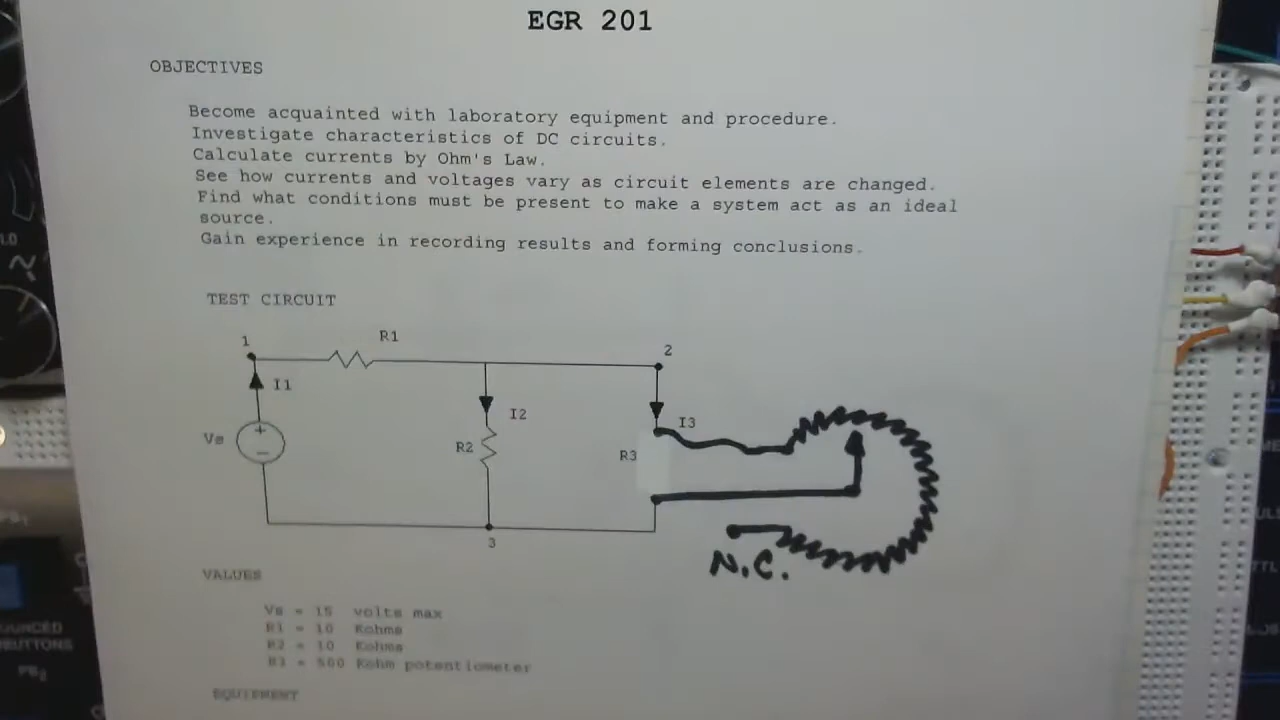 EGR 201
OBJECTIVES
Become acquainted with laboratory equipment and procedure.
Investigate characteristics of DC circuits.
Calculate currents by Ohm's Law.
See how currents and voltages vary as circuit elements are changed.
Find what conditions must be present to make a system act as an ideal
source.
Gain experience in recording results and forming conclusions.
TEST CIRCUIT
1
R1
2
I1
I2
I3
Vs
R2
R3
3
N.C.
VALUES
Vs = 15 volts max
R1 = 10 Kohms
R2 = 10 Kohms
R3 = 500 Kohm potentiometer
EQUIPMENT
PB2